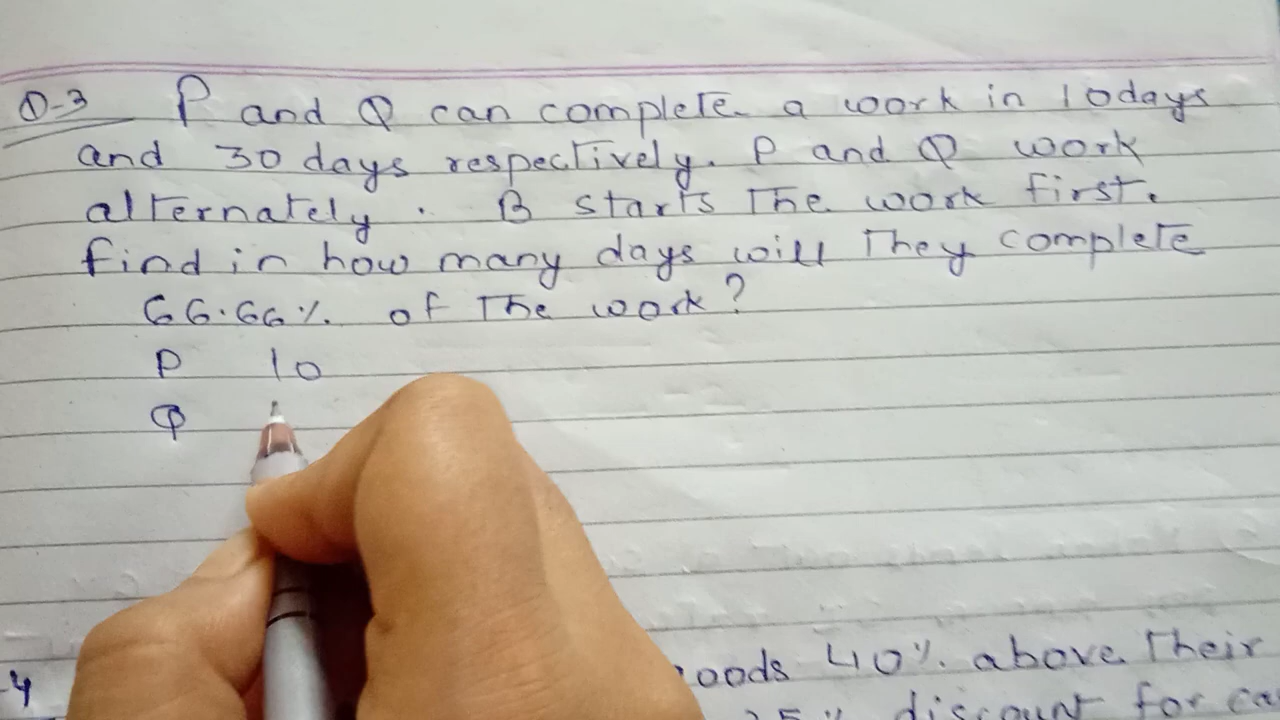 Q-3 P and Q can complete a work in 10 days
and 30 days respectively. P and Q work
alternately. B starts the work first.
find in how many days will they complete
66.66% of the work?
P 10
Q
-4 oods 40% above their
discount for ca